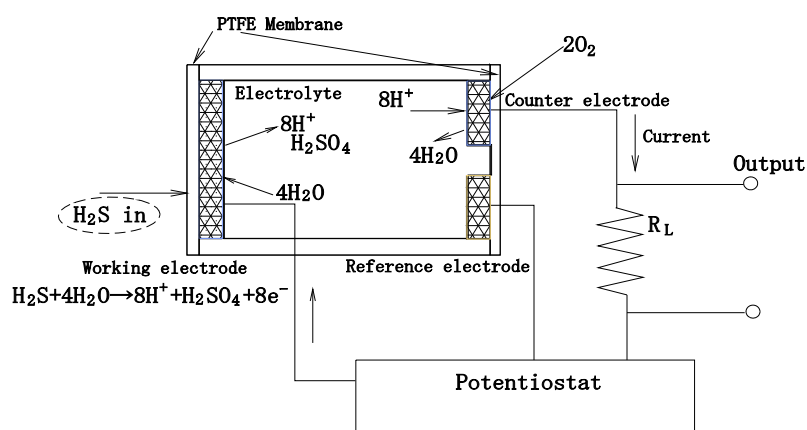 PTFE Membrane
2O₂
Electrolyte
8H⁺
Counter electrode
8H⁺
H₂SO₄
4H₂O
Current
Output
4H₂O
H₂S in
R_L
Working electrode
Reference electrode
H₂S+4H₂O→8H⁺+H₂SO₄+8e⁻
Potentiostat